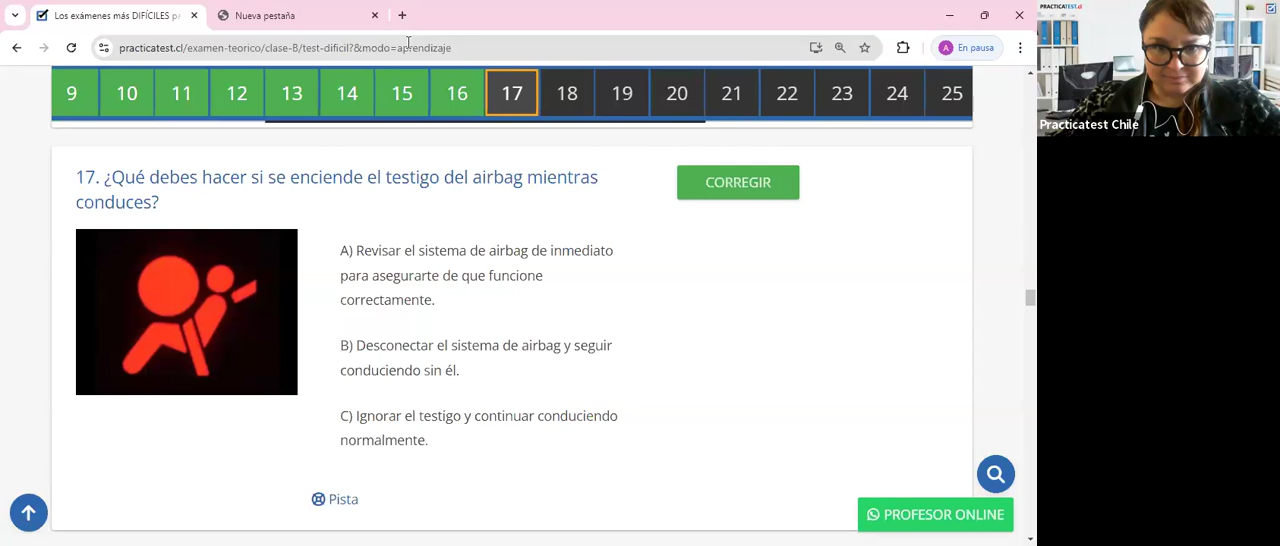 Los exámenes más DIFÍCILES p
Nueva pestaña
practicatest.cl/examen-teorico/clase-B/test-dificil?&modo=aprendizaje
A En pausa
9 10 11 12 13 14 15 16 17 18 19 20 21 22 23 24 25
17. ¿Qué debes hacer si se enciende el testigo del airbag mientras
conduces?
CORREGIR
A) Revisar el sistema de airbag de inmediato
para asegurarte de que funcione
correctamente.
B) Desconectar el sistema de airbag y seguir
conduciendo sin él.
C) Ignorar el testigo y continuar conduciendo
normalmente.
Pista
PROFESOR ONLINE
PRACTICATEST.cl
Practicatest Chile